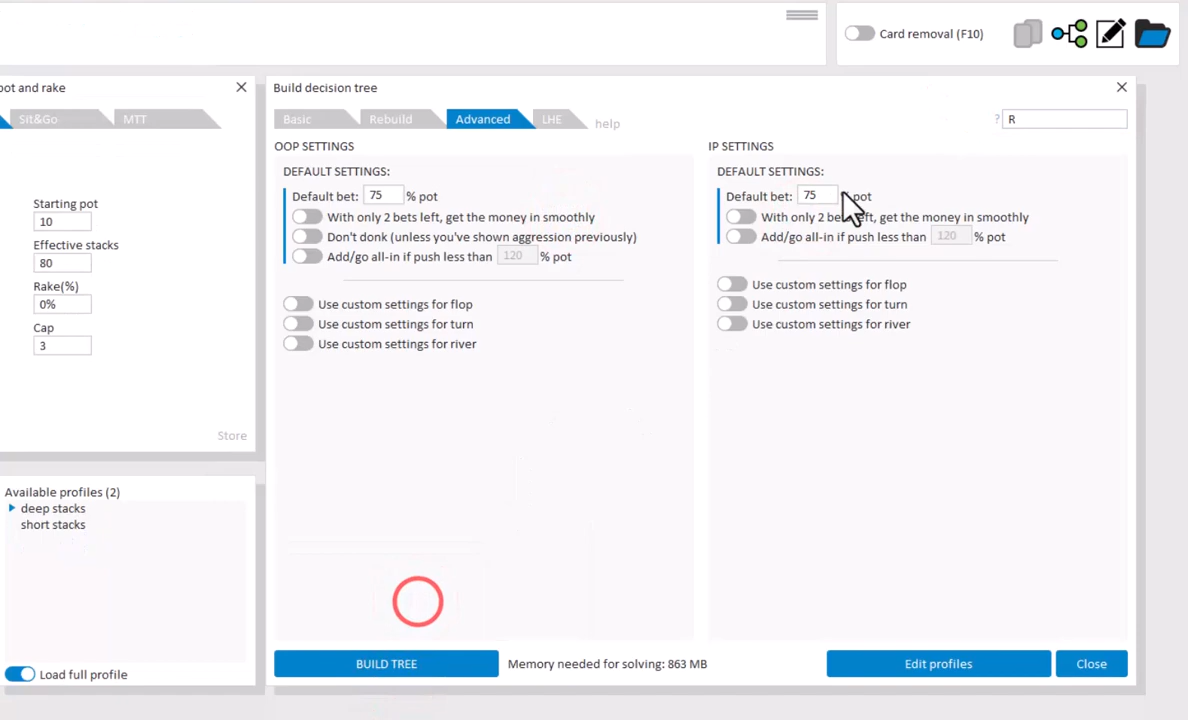 Card removal (F10)
ot and rake
Sit&Go
MTT
Starting pot
10
Effective stacks
80
Rake(%)
0%
Cap
3
Store
Available profiles (2)
deep stacks
short stacks
Load full profile
Build decision tree
Basic
Rebuild
Advanced
LHE
help
? R
OOP SETTINGS
DEFAULT SETTINGS:
Default bet: 75 % pot
With only 2 bets left, get the money in smoothly
Don't donk (unless you've shown aggression previously)
Add/go all-in if push less than 120 % pot
Use custom settings for flop
Use custom settings for turn
Use custom settings for river
IP SETTINGS
DEFAULT SETTINGS:
Default bet: 75 % pot
With only 2 bets left, get the money in smoothly
Add/go all-in if push less than 120 % pot
Use custom settings for flop
Use custom settings for turn
Use custom settings for river
BUILD TREE
Memory needed for solving: 863 MB
Edit profiles
Close